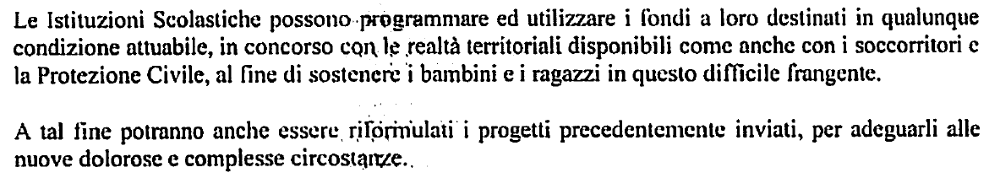 Le Istituzioni Scolastiche possono programmare ed utilizzare i fondi a loro destinati in qualunque
condizione attuabile, in concorso con le realtà territoriali disponibili come anche con i soccorritori e
la Protezione Civile, al fine di sostenere i bambini e i ragazzi in questo difficile frangente.
A tal fine potranno anche essere riformulati i progetti precedentemente inviati, per adeguarli alle
nuove dolorose e complesse circostanze.